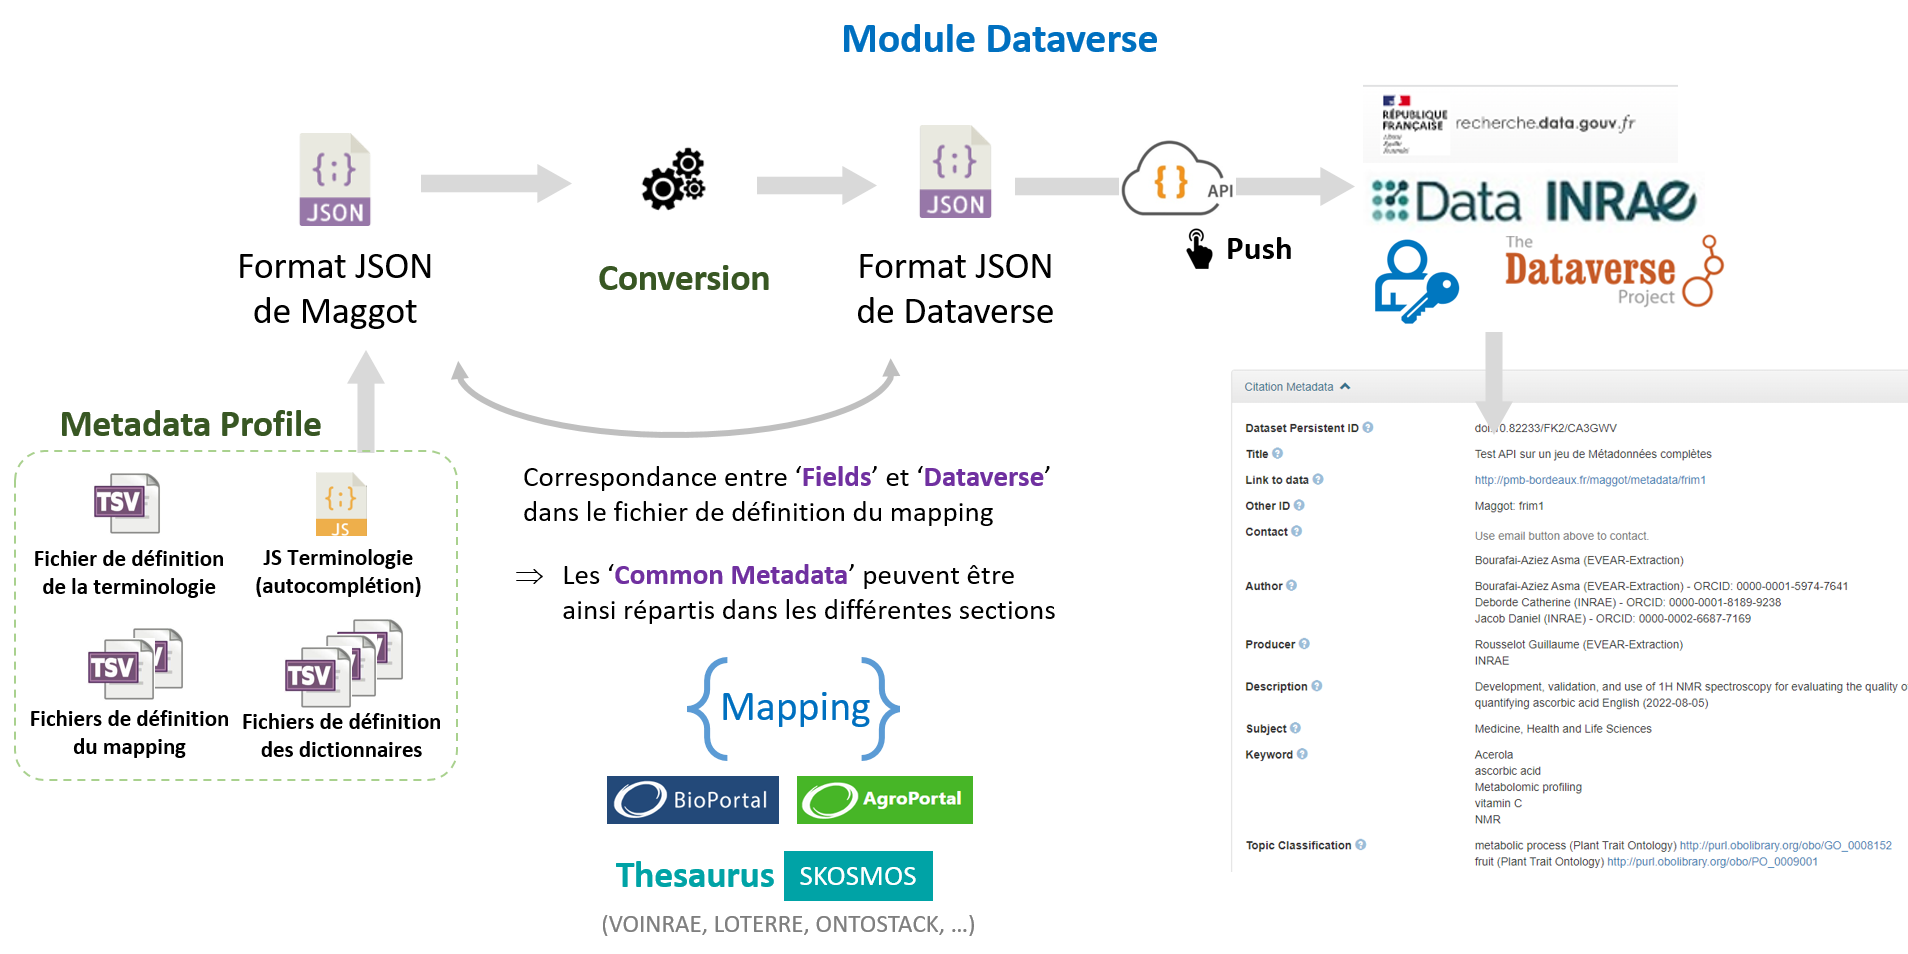 Module Dataverse
JSON
Format JSON
de Maggot
Conversion
JSON
Format JSON
de Dataverse
{ }
API
Push
RÉPUBLIQUE
FRANÇAISE
Liberté
Égalité
Fraternité
recherche.data.gouv.fr
Data INRAE
The
Dataverse
Project
Metadata Profile
TSV
Fichier de définition
de la terminologie
JS
JS Terminologie
(autocomplétion)
TSV
Fichiers de définition
du mapping
TSV
Fichiers de définition
des dictionnaires
Correspondance entre ‘Fields’ et ‘Dataverse’
dans le fichier de définition du mapping
⇒ Les ‘Common Metadata’ peuvent être
ainsi répartis dans les différentes sections
{Mapping}
BioPortal
AgroPortal
Thesaurus SKOSMOS
(VOINRAE, LOTERRE, ONTOSTACK, ...)
Citation Metadata
Dataset Persistent ID doi:10.82233/FK2/CA3GWV
Title Test API sur un jeu de Métadonnées complètes
Link to data http://pmb-bordeaux.fr/maggot/metadata/frim1
Other ID Maggot: frim1
Contact Use email button above to contact.
Bourafai-Aziez Asma (EVEAR-Extraction)
Author Bourafai-Aziez Asma (EVEAR-Extraction) - ORCID: 0000-0001-5974-7641
Deborde Catherine (INRAE) - ORCID: 0000-0001-8189-9238
Jacob Daniel (INRAE) - ORCID: 0000-0002-6687-7169
Producer Rousselot Guillaume (EVEAR-Extraction)
INRAE
Description Development, validation, and use of 1H NMR spectroscopy for evaluating the quality o
quantifying ascorbic acid English (2022-08-05)
Subject Medicine, Health and Life Sciences
Keyword Acerola
ascorbic acid
Metabolomic profiling
vitamin C
NMR
Topic Classification metabolic process (Plant Trait Ontology) http://purl.obolibrary.org/obo/GO_0008152
fruit (Plant Trait Ontology) http://purl.obolibrary.org/obo/PO_0009001